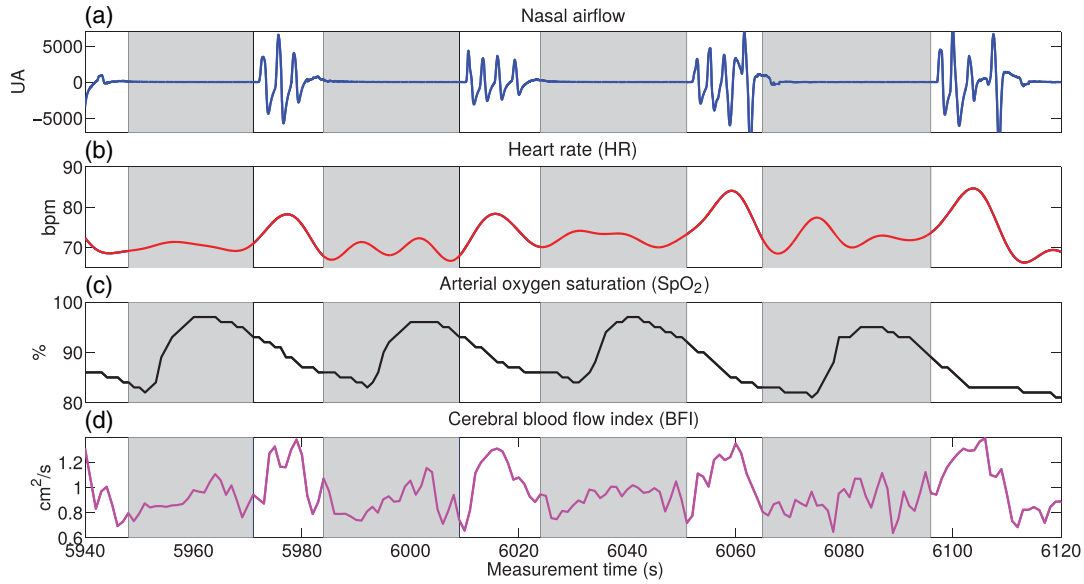 (a) Nasal airflow
5000
0
−5000
UA
(b) Heart rate (HR)
90
80
70
bpm
(c) Arterial oxygen saturation (SpO2)
100
90
80
%
(d) Cerebral blood flow index (BFI)
1.2
1
0.8
0.6
cm²/s
5940 5960 5980 6000 6020 6040 6060 6080 6100 6120
Measurement time (s)